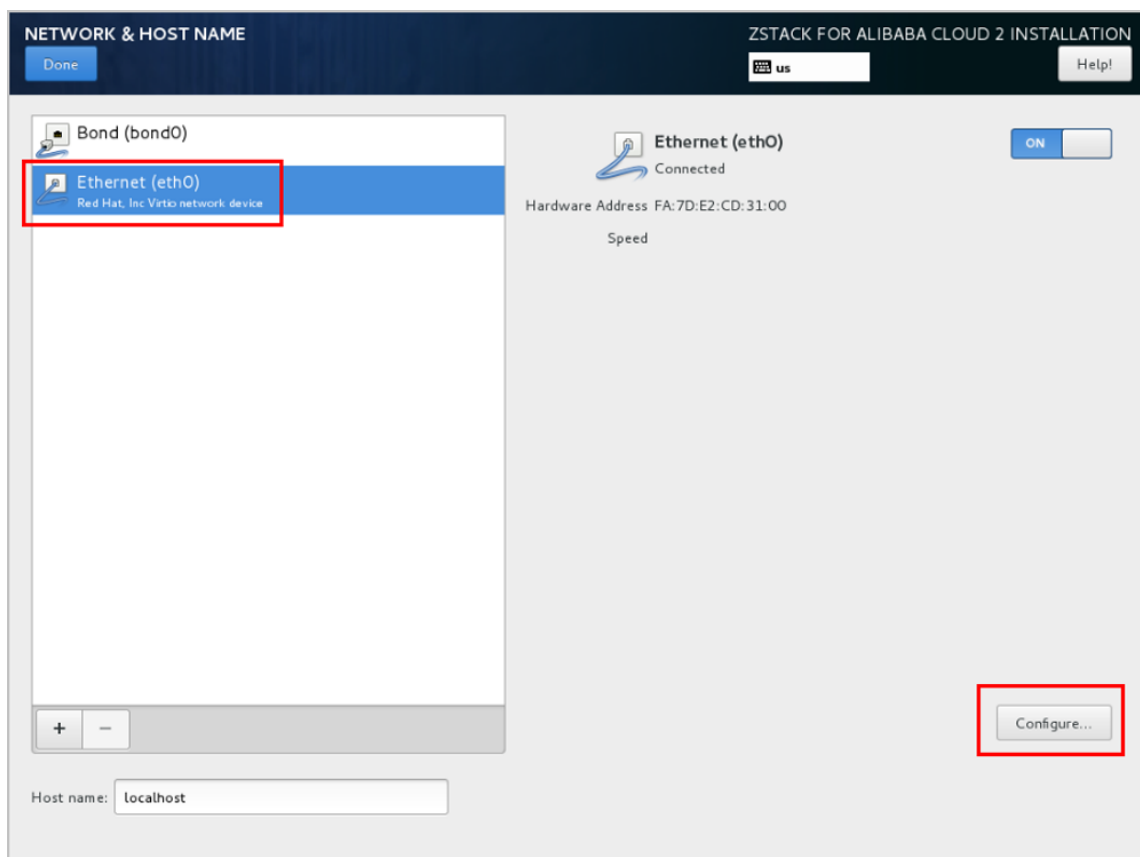 NETWORK & HOST NAME
ZSTACK FOR ALIBABA CLOUD 2 INSTALLATION
Done
us
Help!
Bond (bond0)
Ethernet (eth0)
Red Hat, Inc Virtio network device
Ethernet (eth0)
Connected
ON
Hardware Address FA:7D:E2:CD:31:00
Speed
+ −
Configure...
Host name: localhost